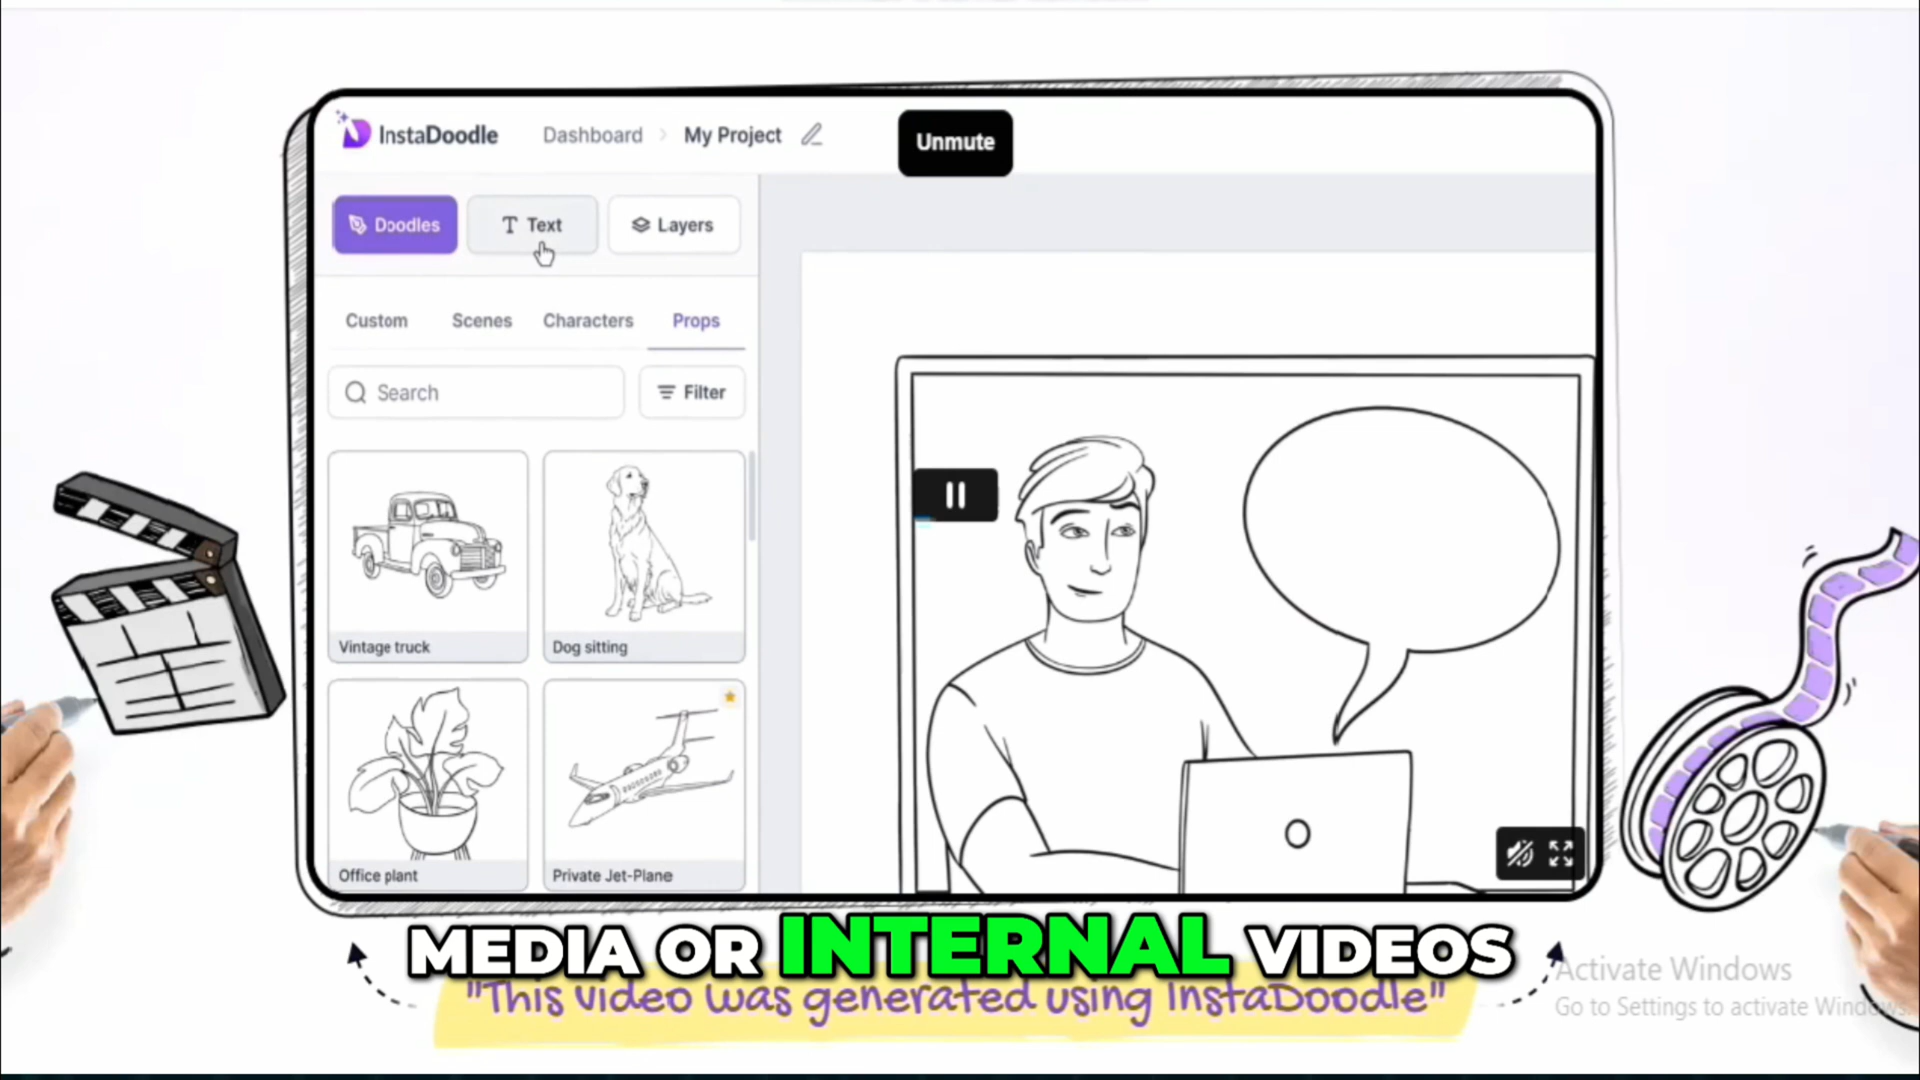 InstaDoodle
Dashboard > My Project
Unmute
Doodles
Text
Layers
Custom
Scenes
Characters
Props
Search
Filter
Vintage truck
Dog sitting
Office plant
Private Jet-Plane
MEDIA OR INTERNAL VIDEOS
"This video was generated using InstaDoodle"
Activate Windows
Go to Settings to activate Windows.